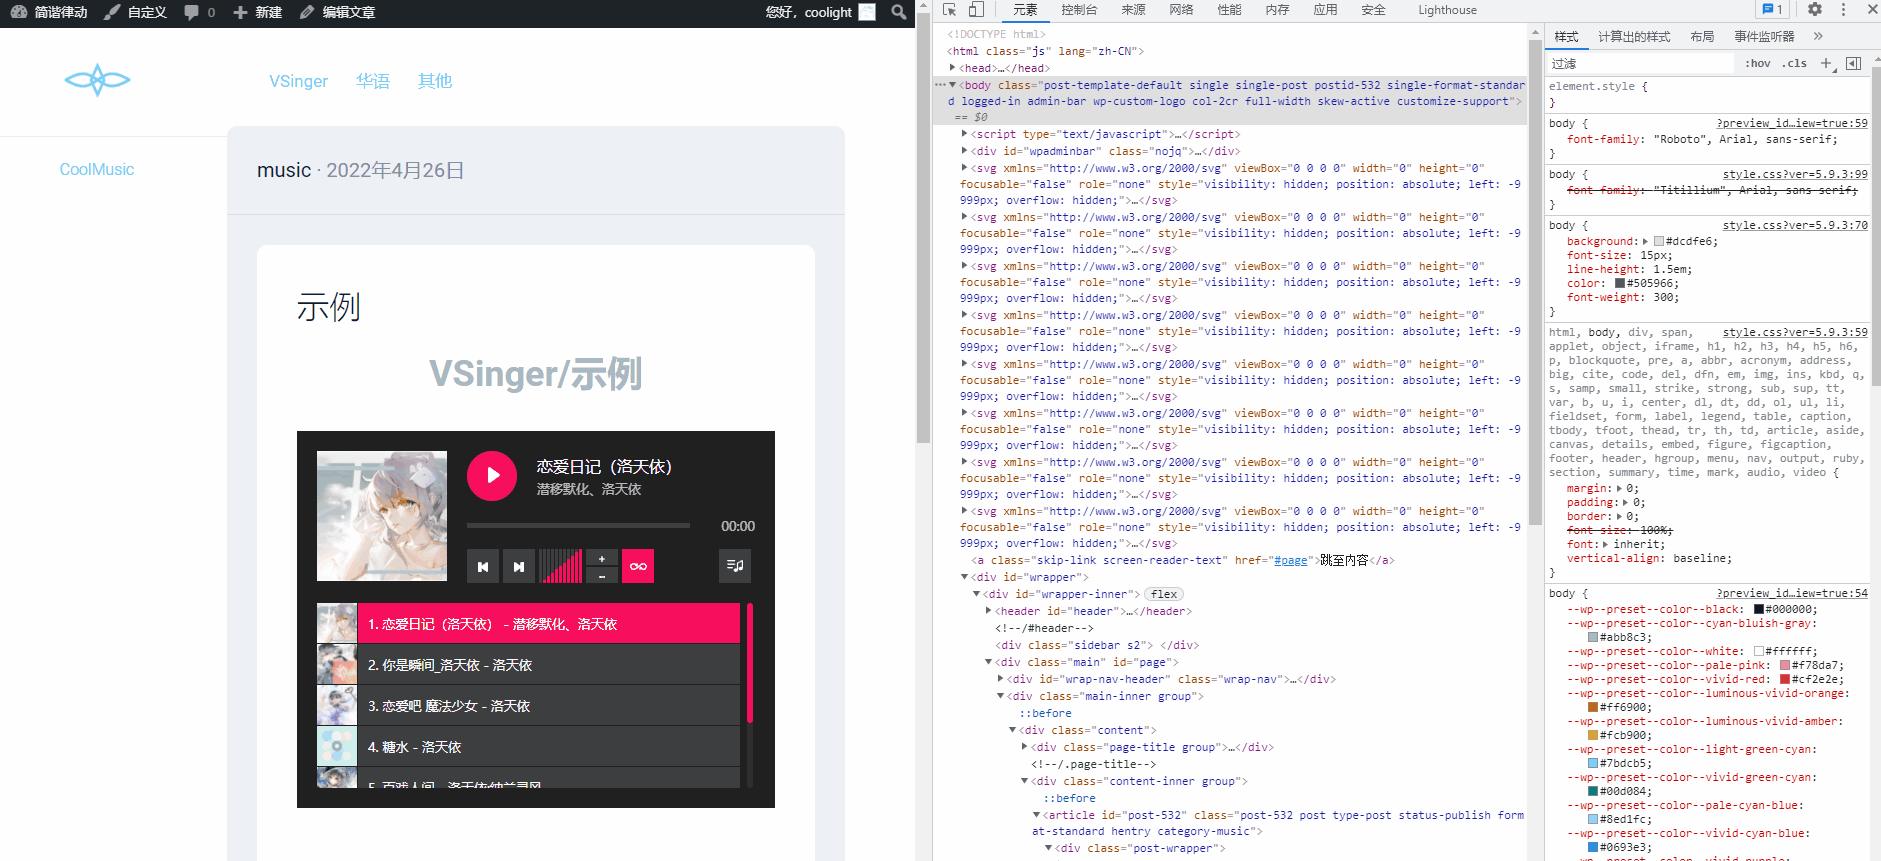 简谐律动 自定义 0 新建 编辑文章 您好，coolight
VSinger 华语 其他
CoolMusic
music · 2022年4月26日
示例
VSinger/示例
恋爱日记（洛天依）
潜移默化、洛天依
00:00
1. 恋爱日记（洛天依） - 潜移默化、洛天依
2. 你是瞬间_洛天依 - 洛天依
3. 恋爱吧 魔法少女 - 洛天依
4. 糖水 - 洛天依
元素 控制台 来源 网络 性能 内存 应用 安全 Lighthouse 1
<!DOCTYPE html>
<html class="js" lang="zh-CN">
<head>…</head>
<body class="post-template-default single single-post postid-532 single-format-standar
d logged-in admin-bar wp-custom-logo col-2cr full-width skew-active customize-support">
== $0
<script type="text/javascript">…</script>
<div id="wpadminbar" class="nojq">…</div>
<svg xmlns="http://www.w3.org/2000/svg" viewBox="0 0 0 0" width="0" height="0"
focusable="false" role="none" style="visibility: hidden; position: absolute; left: -9
999px; overflow: hidden;">…</svg>
<svg xmlns="http://www.w3.org/2000/svg" viewBox="0 0 0 0" width="0" height="0"
focusable="false" role="none" style="visibility: hidden; position: absolute; left: -9
999px; overflow: hidden;">…</svg>
<svg xmlns="http://www.w3.org/2000/svg" viewBox="0 0 0 0" width="0" height="0"
focusable="false" role="none" style="visibility: hidden; position: absolute; left: -9
999px; overflow: hidden;">…</svg>
<svg xmlns="http://www.w3.org/2000/svg" viewBox="0 0 0 0" width="0" height="0"
focusable="false" role="none" style="visibility: hidden; position: absolute; left: -9
999px; overflow: hidden;">…</svg>
<svg xmlns="http://www.w3.org/2000/svg" viewBox="0 0 0 0" width="0" height="0"
focusable="false" role="none" style="visibility: hidden; position: absolute; left: -9
999px; overflow: hidden;">…</svg>
<svg xmlns="http://www.w3.org/2000/svg" viewBox="0 0 0 0" width="0" height="0"
focusable="false" role="none" style="visibility: hidden; position: absolute; left: -9
999px; overflow: hidden;">…</svg>
<svg xmlns="http://www.w3.org/2000/svg" viewBox="0 0 0 0" width="0" height="0"
focusable="false" role="none" style="visibility: hidden; position: absolute; left: -9
999px; overflow: hidden;">…</svg>
<svg xmlns="http://www.w3.org/2000/svg" viewBox="0 0 0 0" width="0" height="0"
focusable="false" role="none" style="visibility: hidden; position: absolute; left: -9
999px; overflow: hidden;">…</svg>
<a class="skip-link screen-reader-text" href="#page">跳至内容</a>
<div id="wrapper">
<div id="wrapper-inner"> flex
<header id="header">…</header>
<!--/#header-->
<div class="sidebar s2"> </div>
<div class="main" id="page">
<div id="wrap-nav-header" class="wrap-nav">…</div>
<div class="main-inner group">
::before
<div class="content">
<div class="page-title group">…</div>
<!--/.page-title-->
<div class="content-inner group">
::before
<article id="post-532" class="post-532 post type-post status-publish form
at-standard hentry category-music">
<div class="post-wrapper">
样式 计算出的样式 布局 事件监听器
过滤 :hov .cls
element.style {
}
body { ?preview_id…iew=true:59
font-family: "Roboto", Arial, sans-serif;
}
body { style.css?ver=5.9.3:99
font-family: "Titillium", Arial, sans-serif;
}
body { style.css?ver=5.9.3:70
background: #dcdfe6;
font-size: 15px;
line-height: 1.5em;
color: #505966;
font-weight: 300;
}
html, body, div, span, style.css?ver=5.9.3:59
applet, object, iframe, h1, h2, h3, h4, h5, h6,
p, blockquote, pre, a, abbr, acronym, address,
big, cite, code, del, dfn, em, img, ins, kbd, q,
s, samp, small, strike, strong, sub, sup, tt,
var, b, u, i, center, dl, dt, dd, ol, ul, li,
fieldset, form, label, legend, table, caption,
tbody, tfoot, thead, tr, th, td, article, aside,
canvas, details, embed, figure, figcaption,
footer, header, hgroup, menu, nav, output, ruby,
section, summary, time, mark, audio, video {
margin: 0;
padding: 0;
border: 0;
font-size: 100%;
font: inherit;
vertical-align: baseline;
}
body { ?preview_id…iew=true:54
--wp--preset--color--black: #000000;
--wp--preset--color--cyan-bluish-gray:
#abb8c3;
--wp--preset--color--white: #ffffff;
--wp--preset--color--pale-pink: #f78da7;
--wp--preset--color--vivid-red: #cf2e2e;
--wp--preset--color--luminous-vivid-orange:
#ff6900;
--wp--preset--color--luminous-vivid-amber:
#fcb900;
--wp--preset--color--light-green-cyan:
#7bdcb5;
--wp--preset--color--vivid-green-cyan:
#00d084;
--wp--preset--color--pale-cyan-blue:
#8ed1fc;
--wp--preset--color--vivid-cyan-blue:
#0693e3;